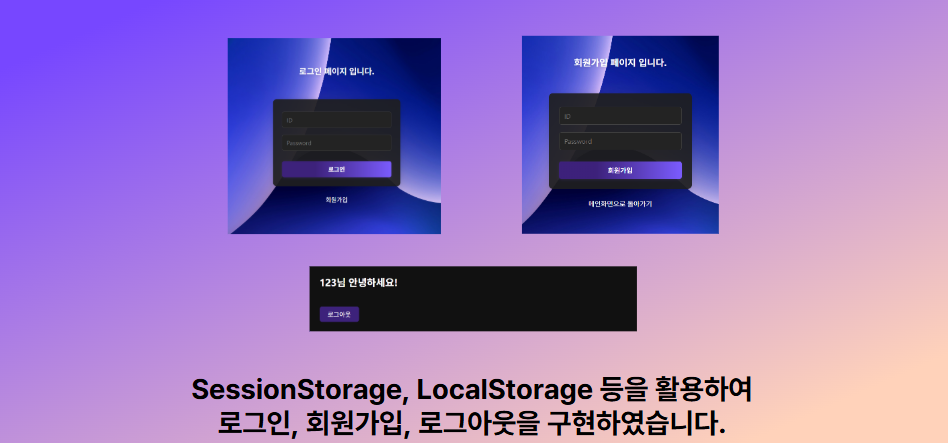 로그인 페이지 입니다.
ID
Password
로그인
회원가입
회원가입 페이지 입니다.
ID
Password
회원가입
메인화면으로 돌아가기
123님 안녕하세요!
로그아웃
SessionStorage, LocalStorage 등을 활용하여
로그인, 회원가입, 로그아웃을 구현하였습니다.